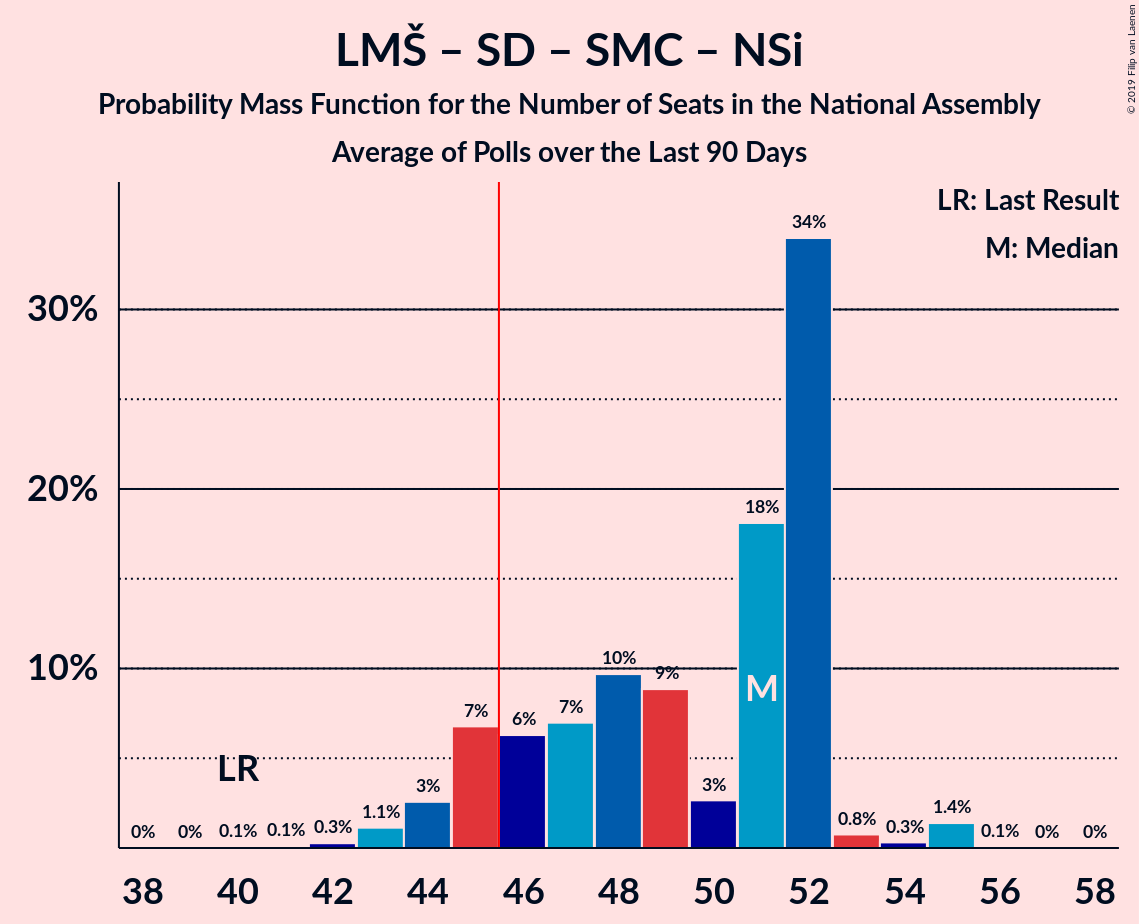 LMŠ – SD – SMC – NSi
Probability Mass Function for the Number of Seats in the National Assembly
Average of Polls over the Last 90 Days
© 2019 Filip van Laenen
LR: Last Result
M: Median
34%
30%
18%
20%
10%
10%
9%
M
7%
6%
7%
LR
3%
3%
0%
0%
0.1%
0.1%
0.3%
1.1%
0.8%
0.3%
1.4%
0.1%
0%
0%
38 40 42 44 46 48 50 52 54 56 58